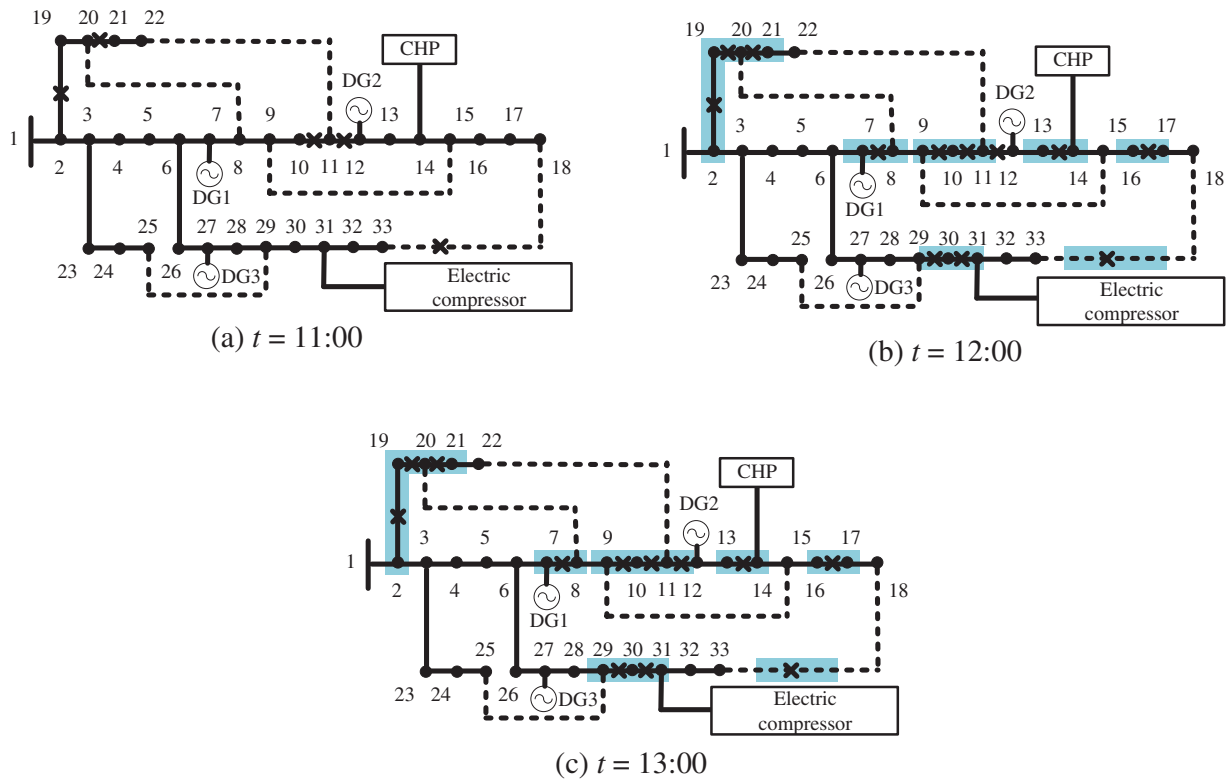 19 20 21 22
CHP
DG2
3 5 7 9 13 15 17
1
2 4 6 8 10 11 12 14 16 18
DG1
25 27 28 29 30 31 32 33
23 24 26
DG3
Electric
compressor
(a) t = 11:00
19 20 21 22
CHP
DG2
3 5 7 9 13 15 17
1
2 4 6 8 10 11 12 14 16 18
DG1
25 27 28 29 30 31 32 33
23 24 26
DG3
Electric
compressor
(b) t = 12:00
19 20 21 22
CHP
DG2
3 5 7 9 13 15 17
1
2 4 6 8 10 11 12 14 16 18
DG1
25 27 28 29 30 31 32 33
23 24 26
DG3
Electric
compressor
(c) t = 13:00